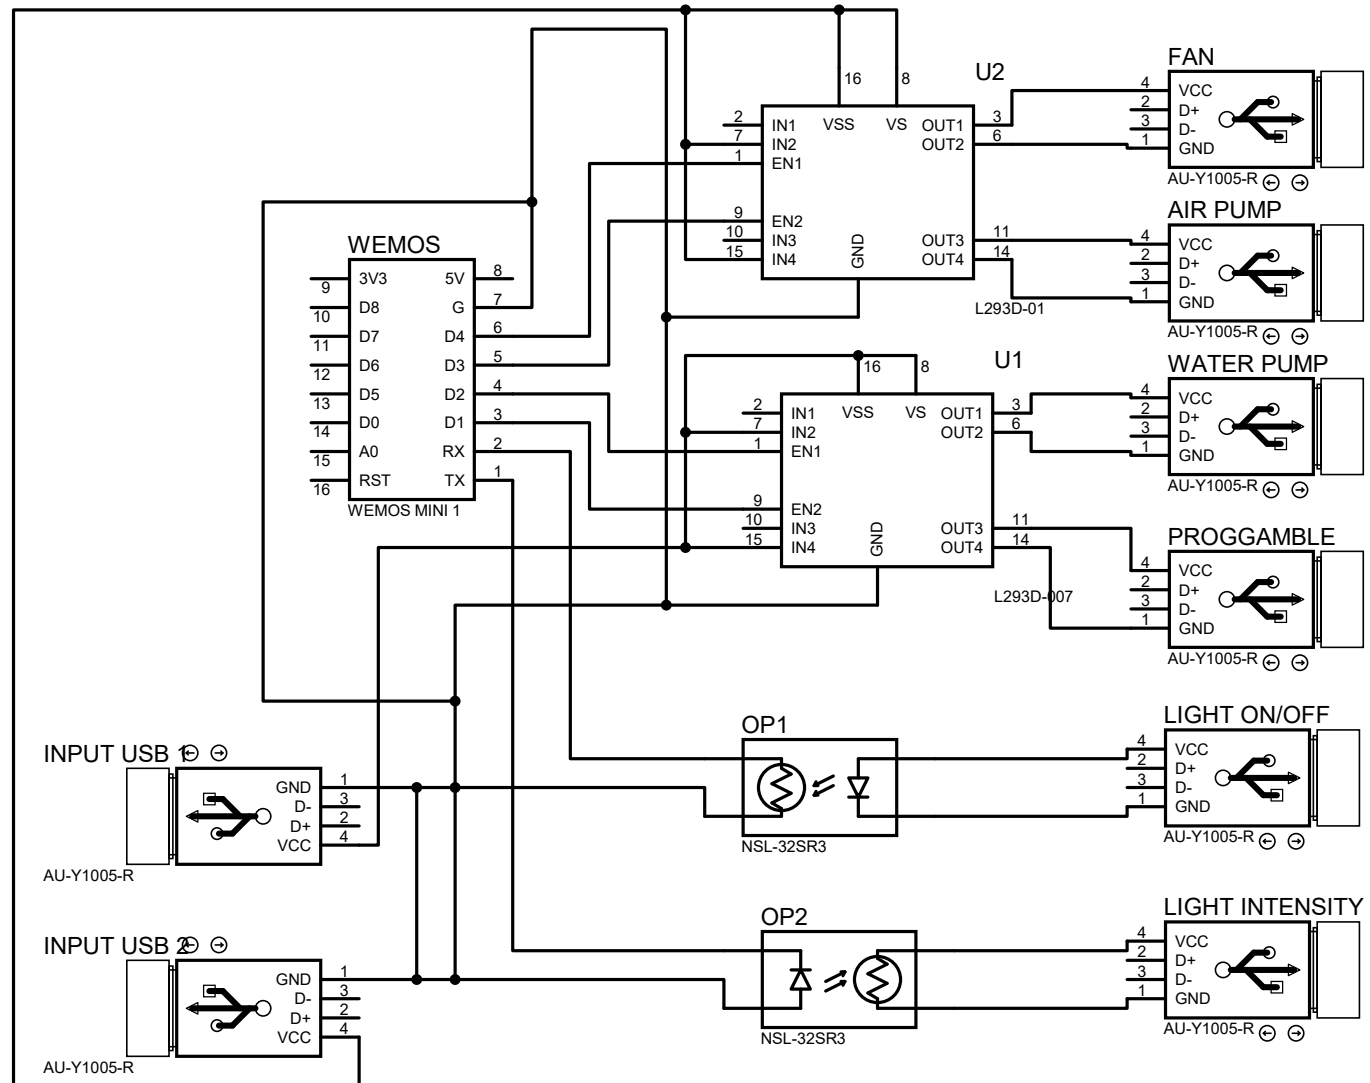 U2
16
8
VSS
VS
2
IN1
7
IN2
1
EN1
9
EN2
10
IN3
15
IN4
GND
OUT1
3
OUT2
6
OUT3
11
OUT4
14
L293D-01
FAN
4
VCC
2
D+
3
D-
1
GND
AU-Y1005-R
AIR PUMP
4
VCC
2
D+
3
D-
1
GND
AU-Y1005-R
WEMOS
3V3
9
D8
10
D7
11
D6
12
D5
13
D0
14
A0
15
RST
16
5V
8
G
7
D4
6
D3
5
D2
4
D1
3
RX
2
TX
1
WEMOS MINI 1
U1
16
8
VSS
VS
2
IN1
7
IN2
1
EN1
9
EN2
10
IN3
15
IN4
GND
OUT1
3
OUT2
6
OUT3
11
OUT4
14
L293D-007
WATER PUMP
4
VCC
2
D+
3
D-
1
GND
AU-Y1005-R
PROGGAMBLE
4
VCC
2
D+
3
D-
1
GND
AU-Y1005-R
INPUT USB 1
GND
1
D-
3
D+
2
VCC
4
AU-Y1005-R
OP1
NSL-32SR3
LIGHT ON/OFF
4
VCC
2
D+
3
D-
1
GND
AU-Y1005-R
INPUT USB 2
GND
1
D-
3
D+
2
VCC
4
AU-Y1005-R
OP2
NSL-32SR3
LIGHT INTENSITY
4
VCC
2
D+
3
D-
1
GND
AU-Y1005-R